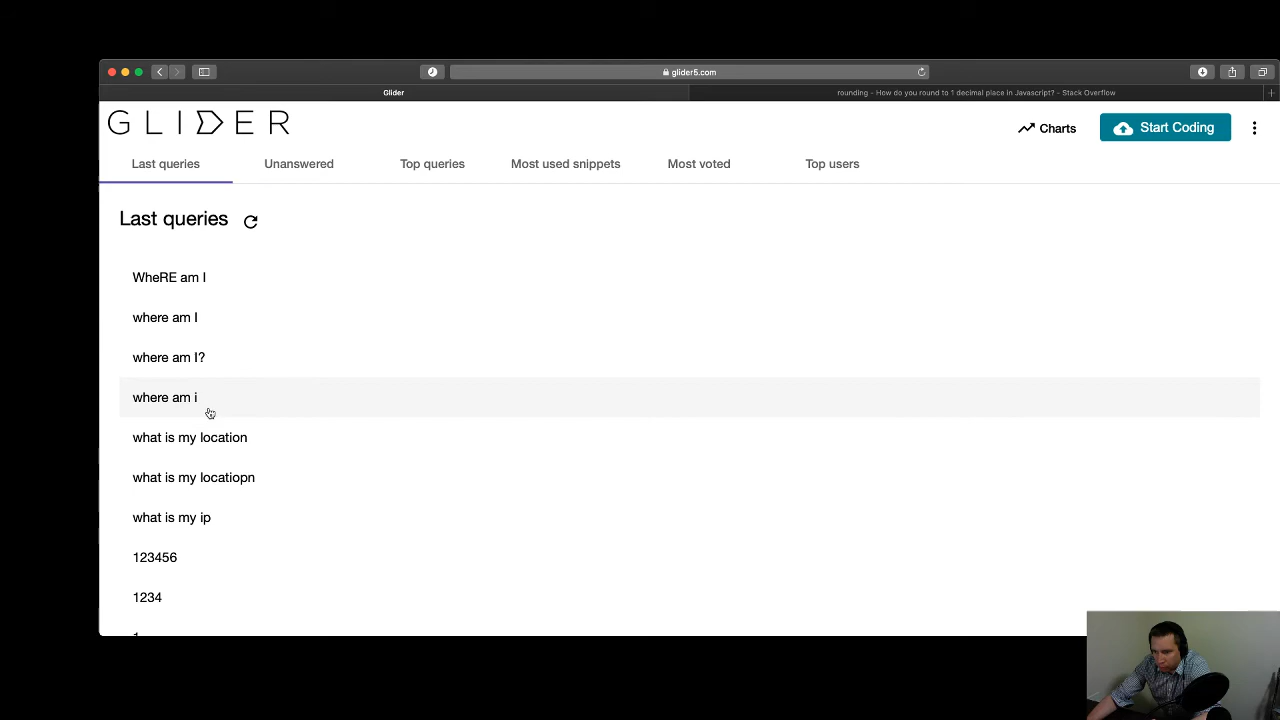 glider5.com
Glider
rounding - How do you round to 1 decimal place in Javascript? - Stack Overflow
GLIDER
Charts
Start Coding
Last queries
Unanswered
Top queries
Most used snippets
Most voted
Top users
Last queries
WheRE am I
where am I
where am I?
where am i
what is my location
what is my locatiopn
what is my ip
123456
1234